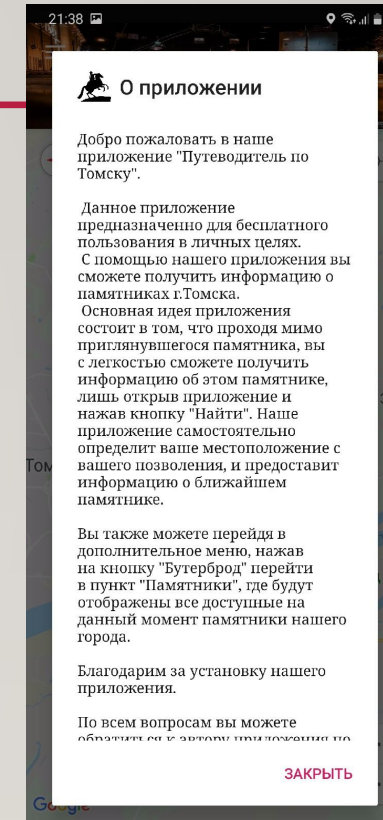 21:38
О приложении
Добро пожаловать в наше
приложение "Путеводитель по
Томску".
Данное приложение
предназначенно для бесплатного
пользования в личных целях.
С помощью нашего приложения вы
сможете получить информацию о
памятниках г.Томска.
Основная идея приложения
состоит в том, что проходя мимо
приглянувшегося памятника, вы
с легкостью сможете получить
информацию об этом памятнике,
лишь открыв приложение и
нажав кнопку "Найти". Наше
приложение самостоятельно
определит ваше местоположение с
вашего позволения, и предоставит
информацию о ближайшем
памятнике.
Вы также можете перейдя в
дополнительное меню, нажав
на кнопку "Бутерброд" перейти
в пункт "Памятники", где будут
отображены все доступные на
данный момент памятники нашего
города.
Благодарим за установку нашего
приложения.
По всем вопросам вы можете
обратиться к автору приложения по
ЗАКРЫТЬ
Google